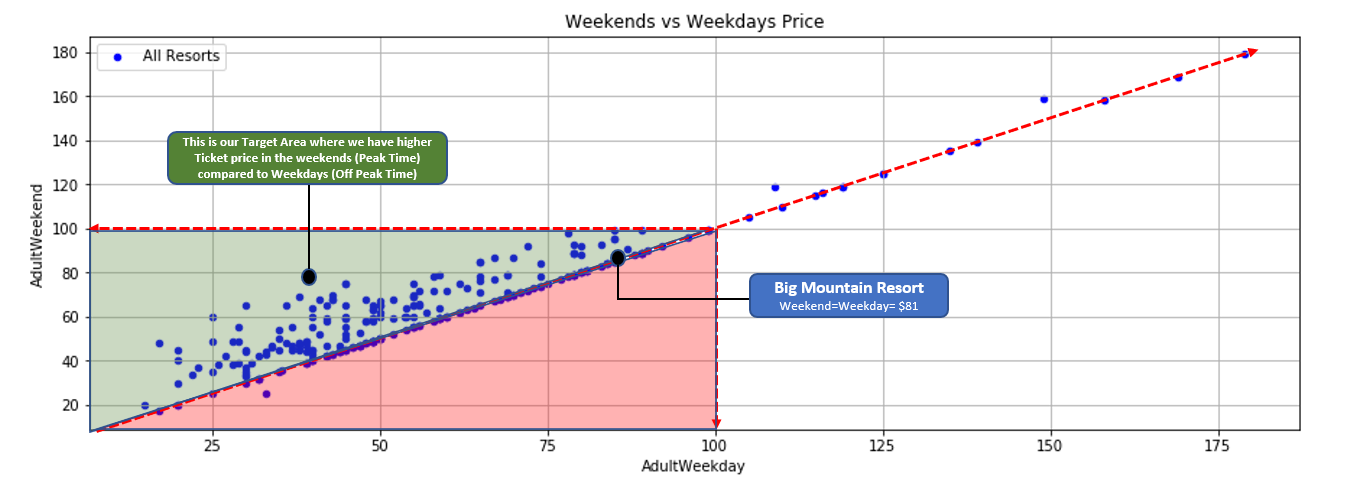 Weekends vs Weekdays Price
180
160
140
120
100
80
60
40
20
AdultWeekend
All Resorts
This is our Target Area where we have higher
Ticket price in the weekends (Peak Time)
compared to Weekdays (Off Peak Time)
Big Mountain Resort
Weekend=Weekday= $81
25
50
75
100
125
150
175
AdultWeekday